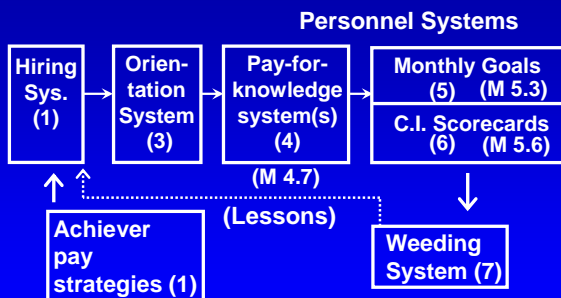 Personnel Systems
Hiring
Sys.
(1)
Orien-
tation
System
(3)
Pay-for-
knowledge
system(s)
(4)
(M 4.7)
Monthly Goals
(5) (M 5.3)
C.I. Scorecards
(6) (M 5.6)
(Lessons)
Achiever
pay
strategies (1)
Weeding
System (7)